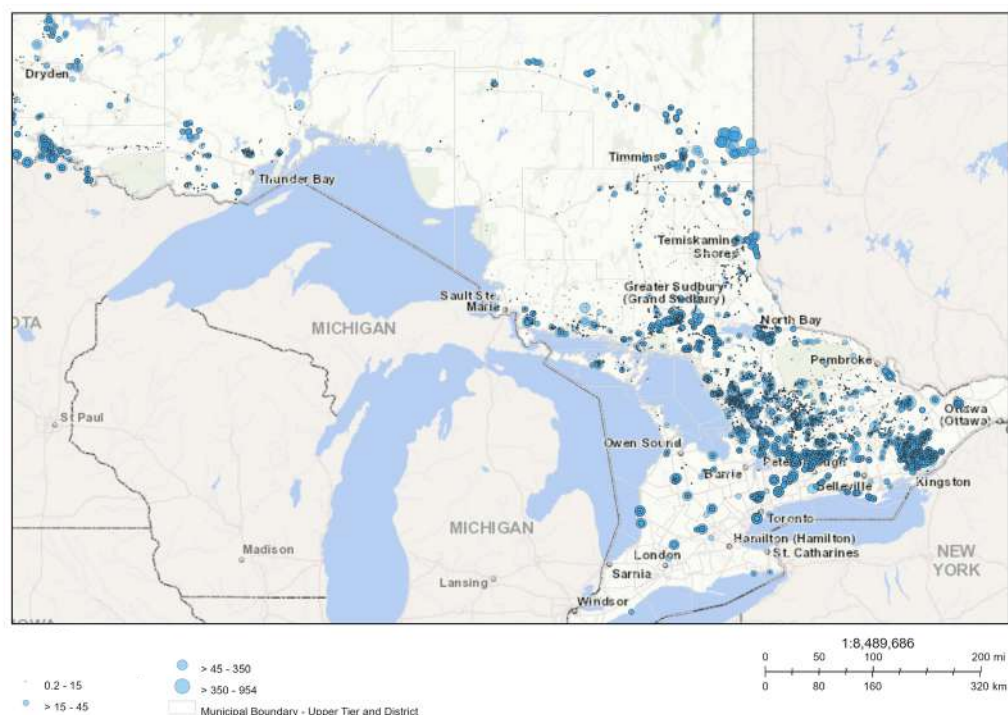 Dryden
Thunder Bay
Timmins
Temiskaming
Shores
Greater Sudbury
(Grand Sudbury)
Sault Ste.
Marie
North Bay
OTA
MICHIGAN
Pembroke
St Paul
Ottawa
(Ottawa)
Owen Sound
Barrie
Peterborough
Belleville
Kingston
Toronto
MICHIGAN
Hamilton (Hamilton)
St. Catharines
NEW
YORK
London
Madison
Lansing
Sarnia
Windsor
IOWA
1:8,489,686
0 50 100 200 mi
0 80 160 320 km
0.2 - 15
> 15 - 45
> 45 - 350
> 350 - 954
Municipal Boundary - Upper Tier and District